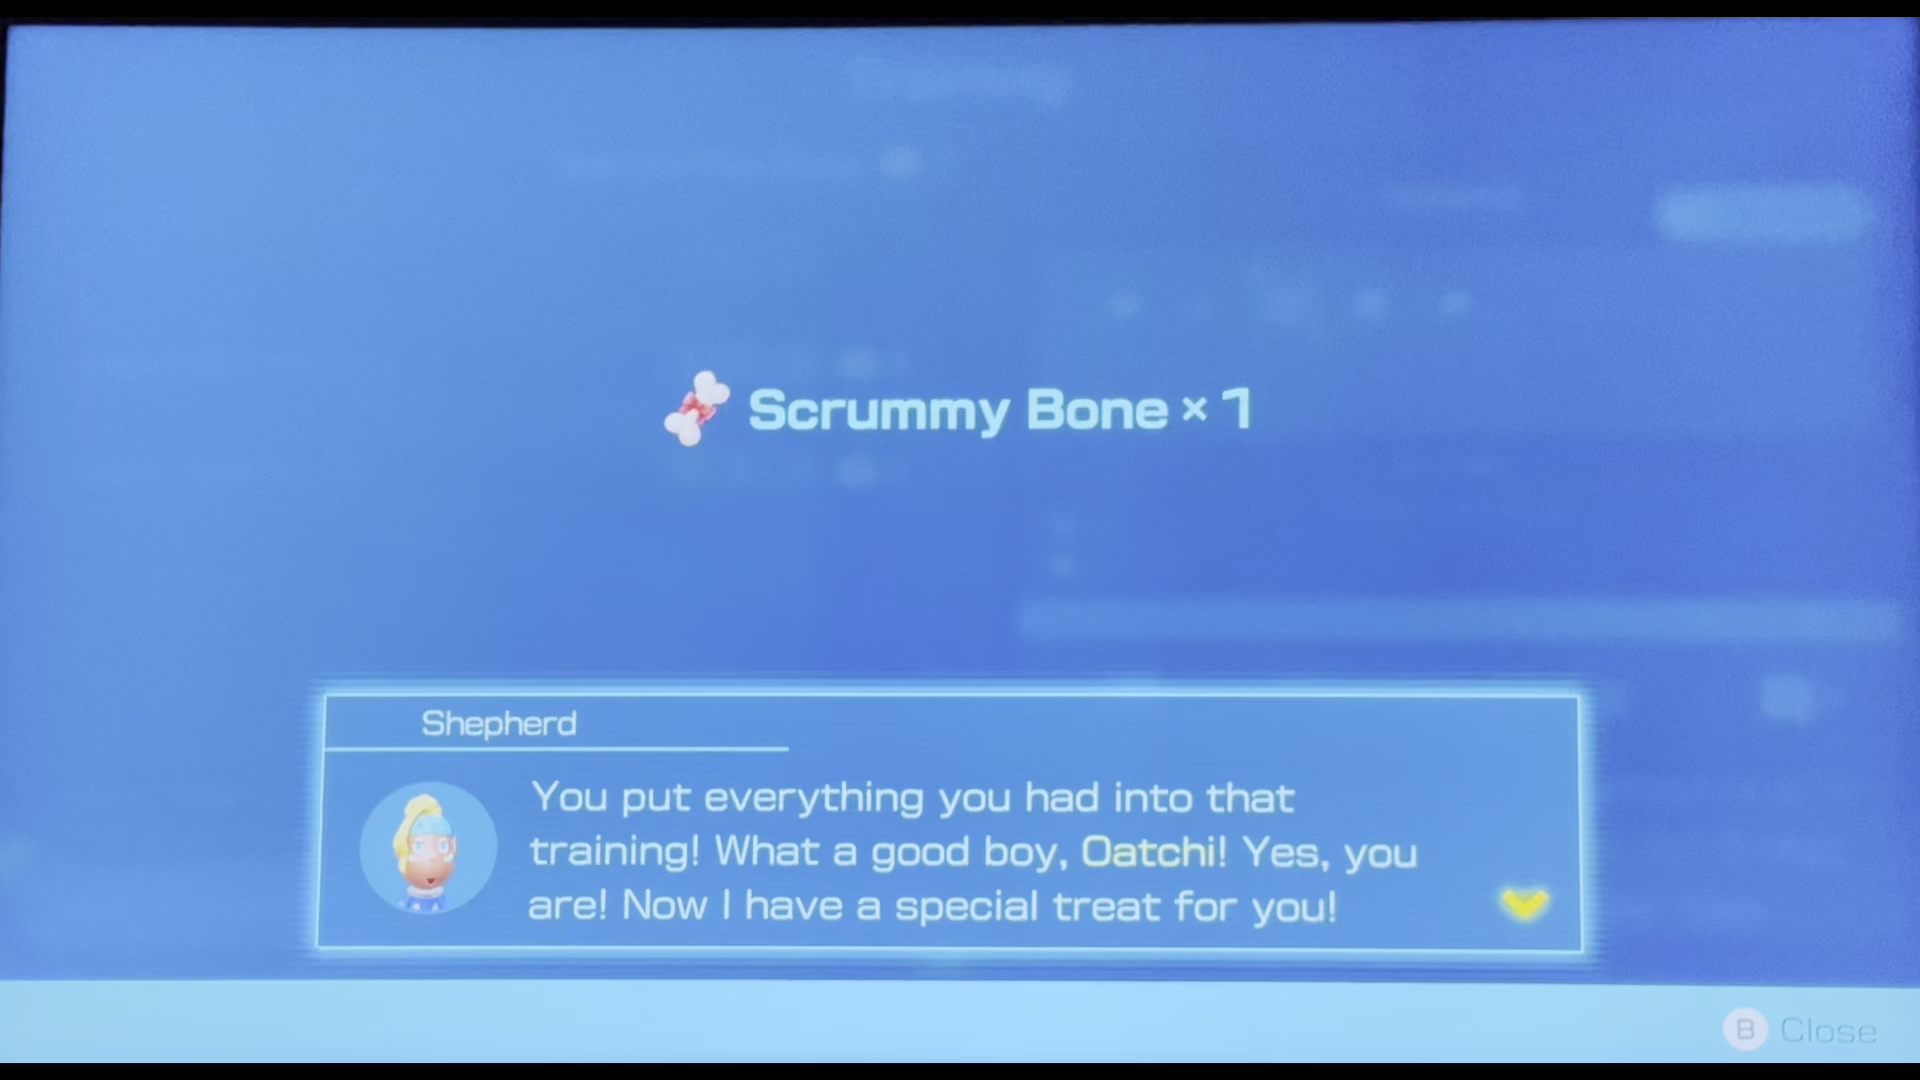 Scrummy Bone × 1
Shepherd
You put everything you had into that
training! What a good boy, Oatchi! Yes, you
are! Now I have a special treat for you!
B Close